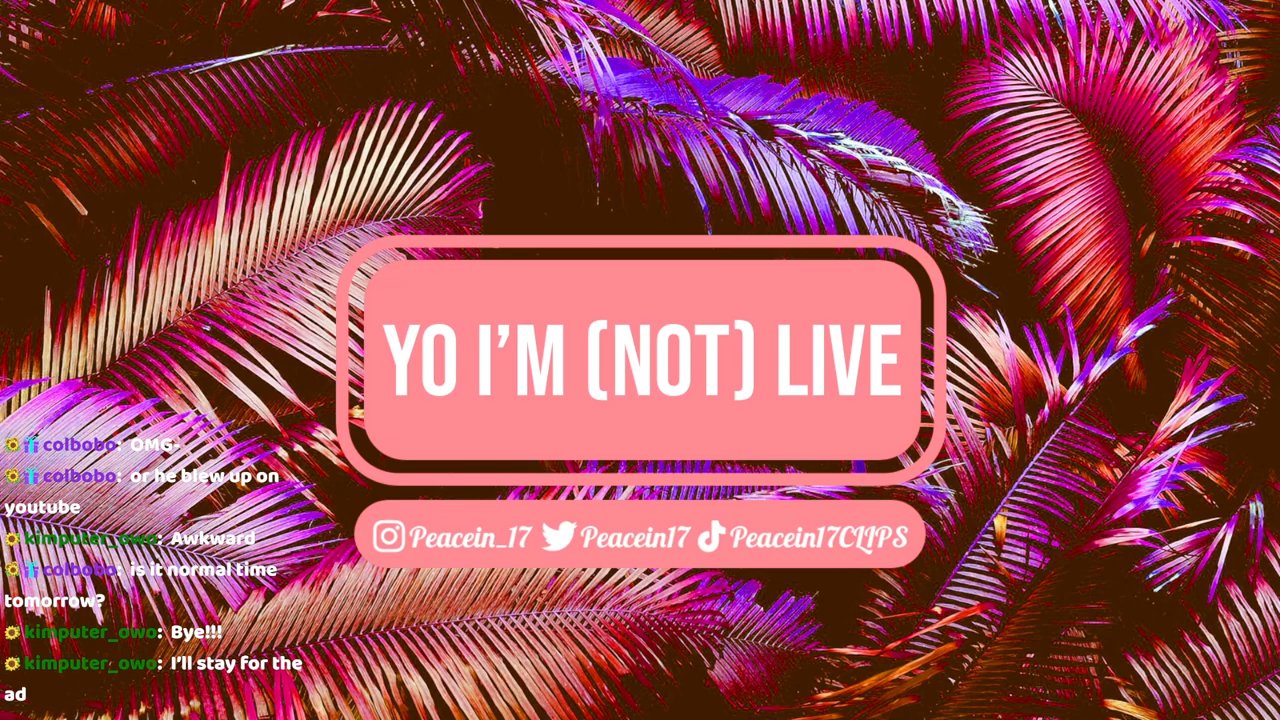 YO I'M (NOT) LIVE
Peacein_17 Peacein17 Peacein17CLIPS
colbobo: OMG-
colbobo: or he blew up on
youtube
kimputer_owo: Awkward
colbobo: is it normal time
tomorrow?
kimputer_owo: Bye!!!
kimputer_owo: I'll stay for the
ad